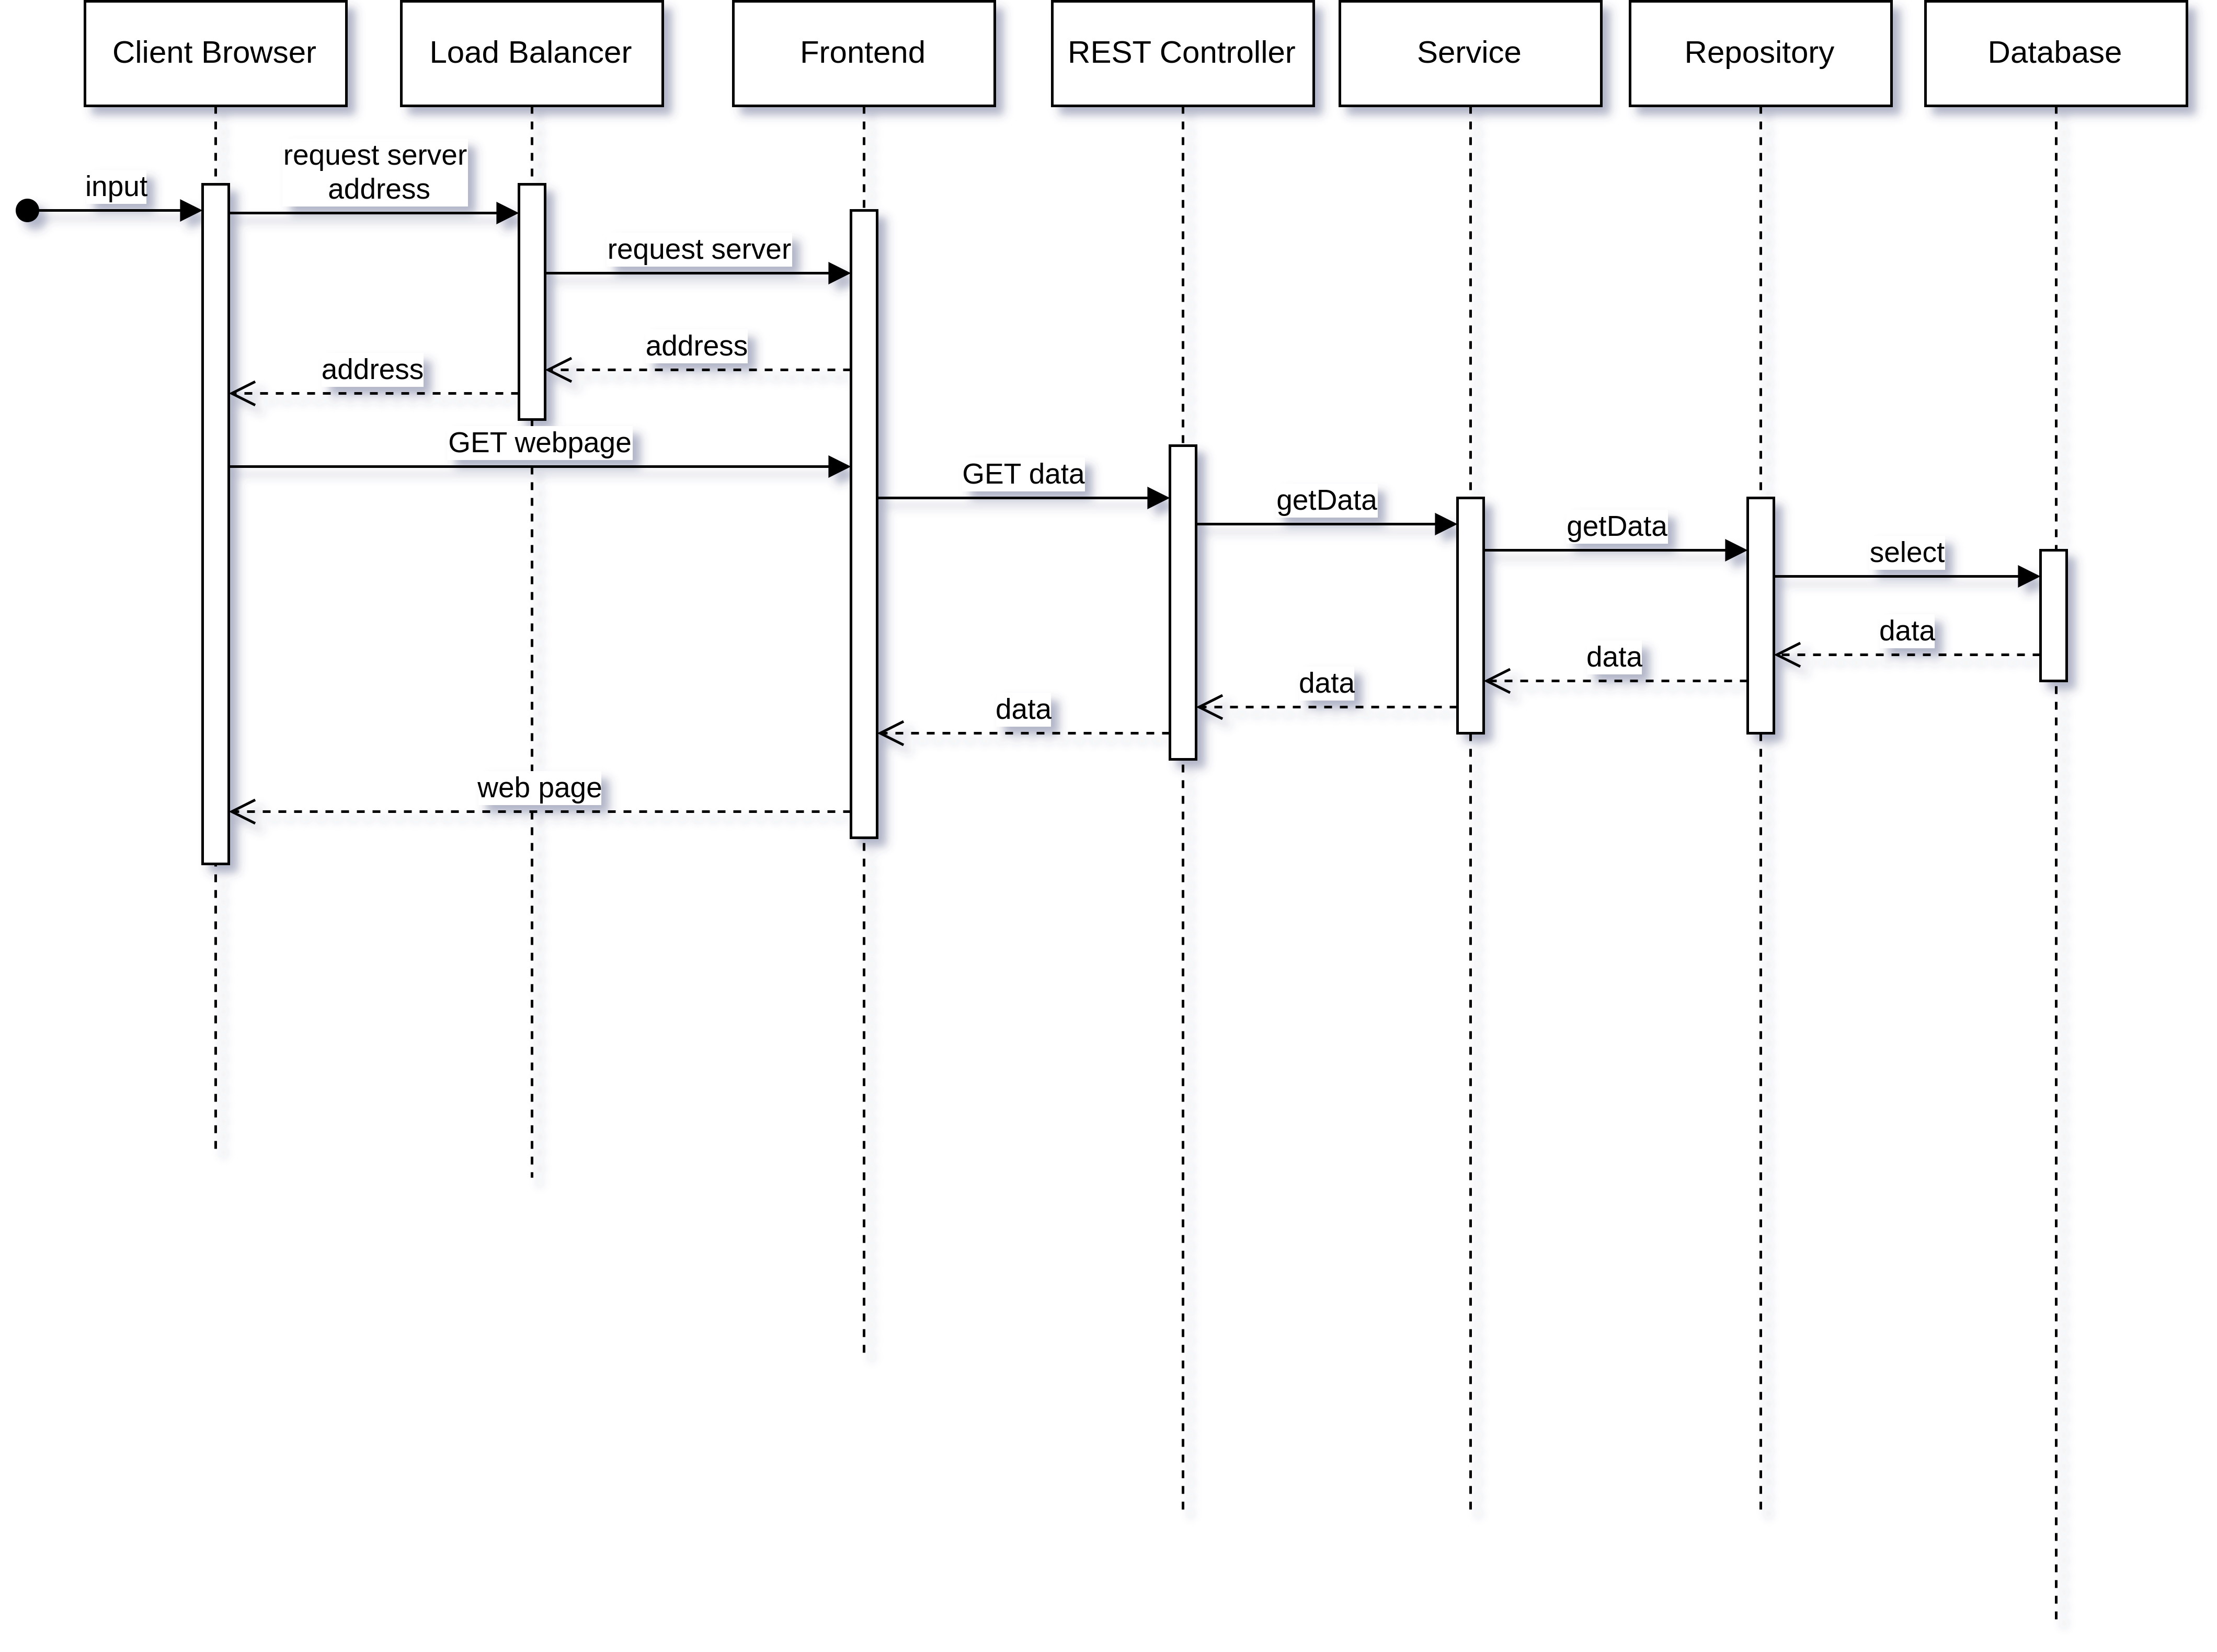 Client Browser
Load Balancer
Frontend
REST Controller
Service
Repository
Database
input
request server
address
request server
address
address
GET webpage
GET data
getData
getData
select
data
data
data
data
web page